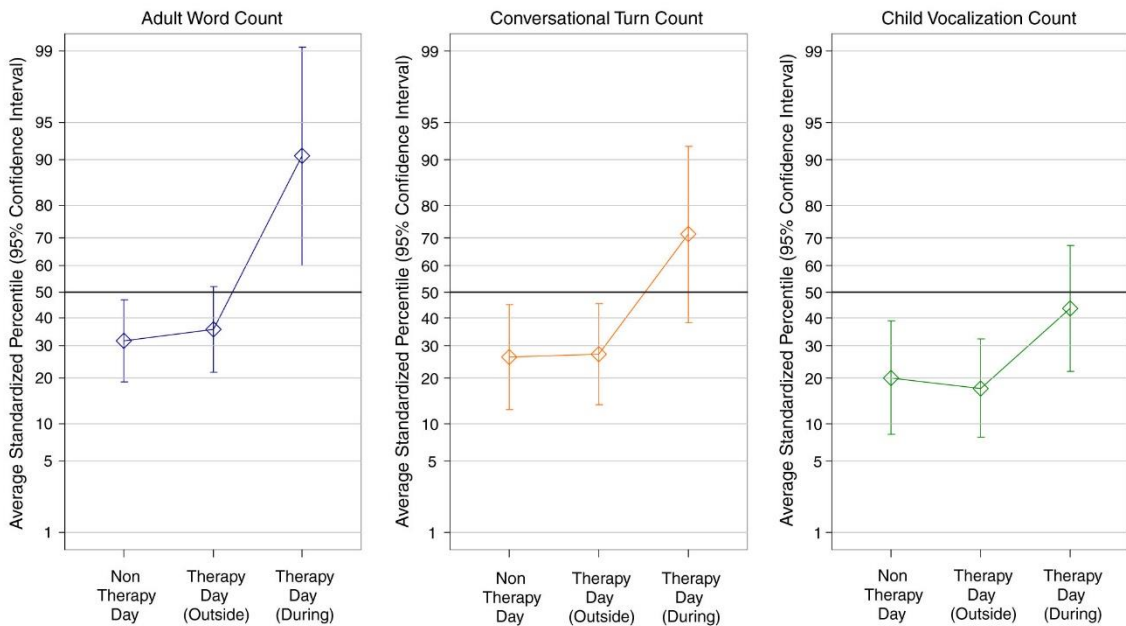 Adult Word Count
Average Standardized Percentile (95% Confidence Interval)
99
95
90
80
70
60
50
40
30
20
10
5
1
Non
Therapy
Day
Therapy
Day
(Outside)
Therapy
Day
(During)
Conversational Turn Count
Average Standardized Percentile (95% Confidence Interval)
99
95
90
80
70
60
50
40
30
20
10
5
1
Non
Therapy
Day
Therapy
Day
(Outside)
Therapy
Day
(During)
Child Vocalization Count
Average Standardized Percentile (95% Confidence Interval)
99
95
90
80
70
60
50
40
30
20
10
5
1
Non
Therapy
Day
Therapy
Day
(Outside)
Therapy
Day
(During)